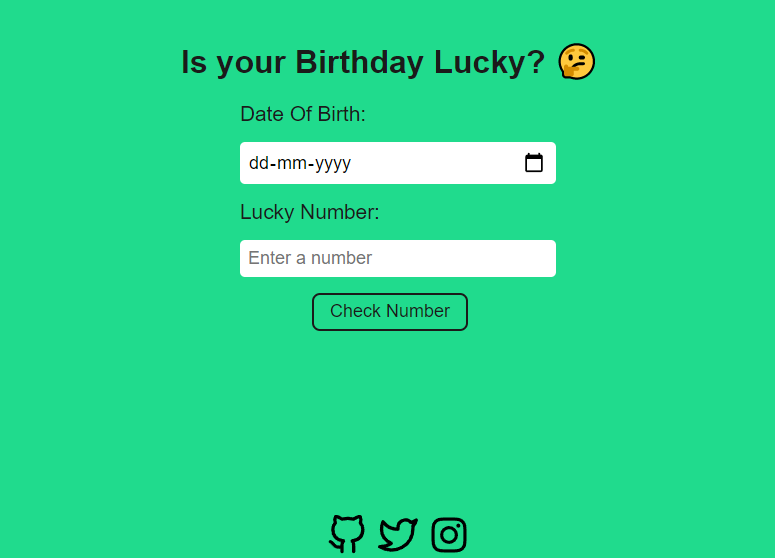 Is your Birthday Lucky? 🤔
Date Of Birth:
dd-mm-yyyy
Lucky Number:
Enter a number
Check Number